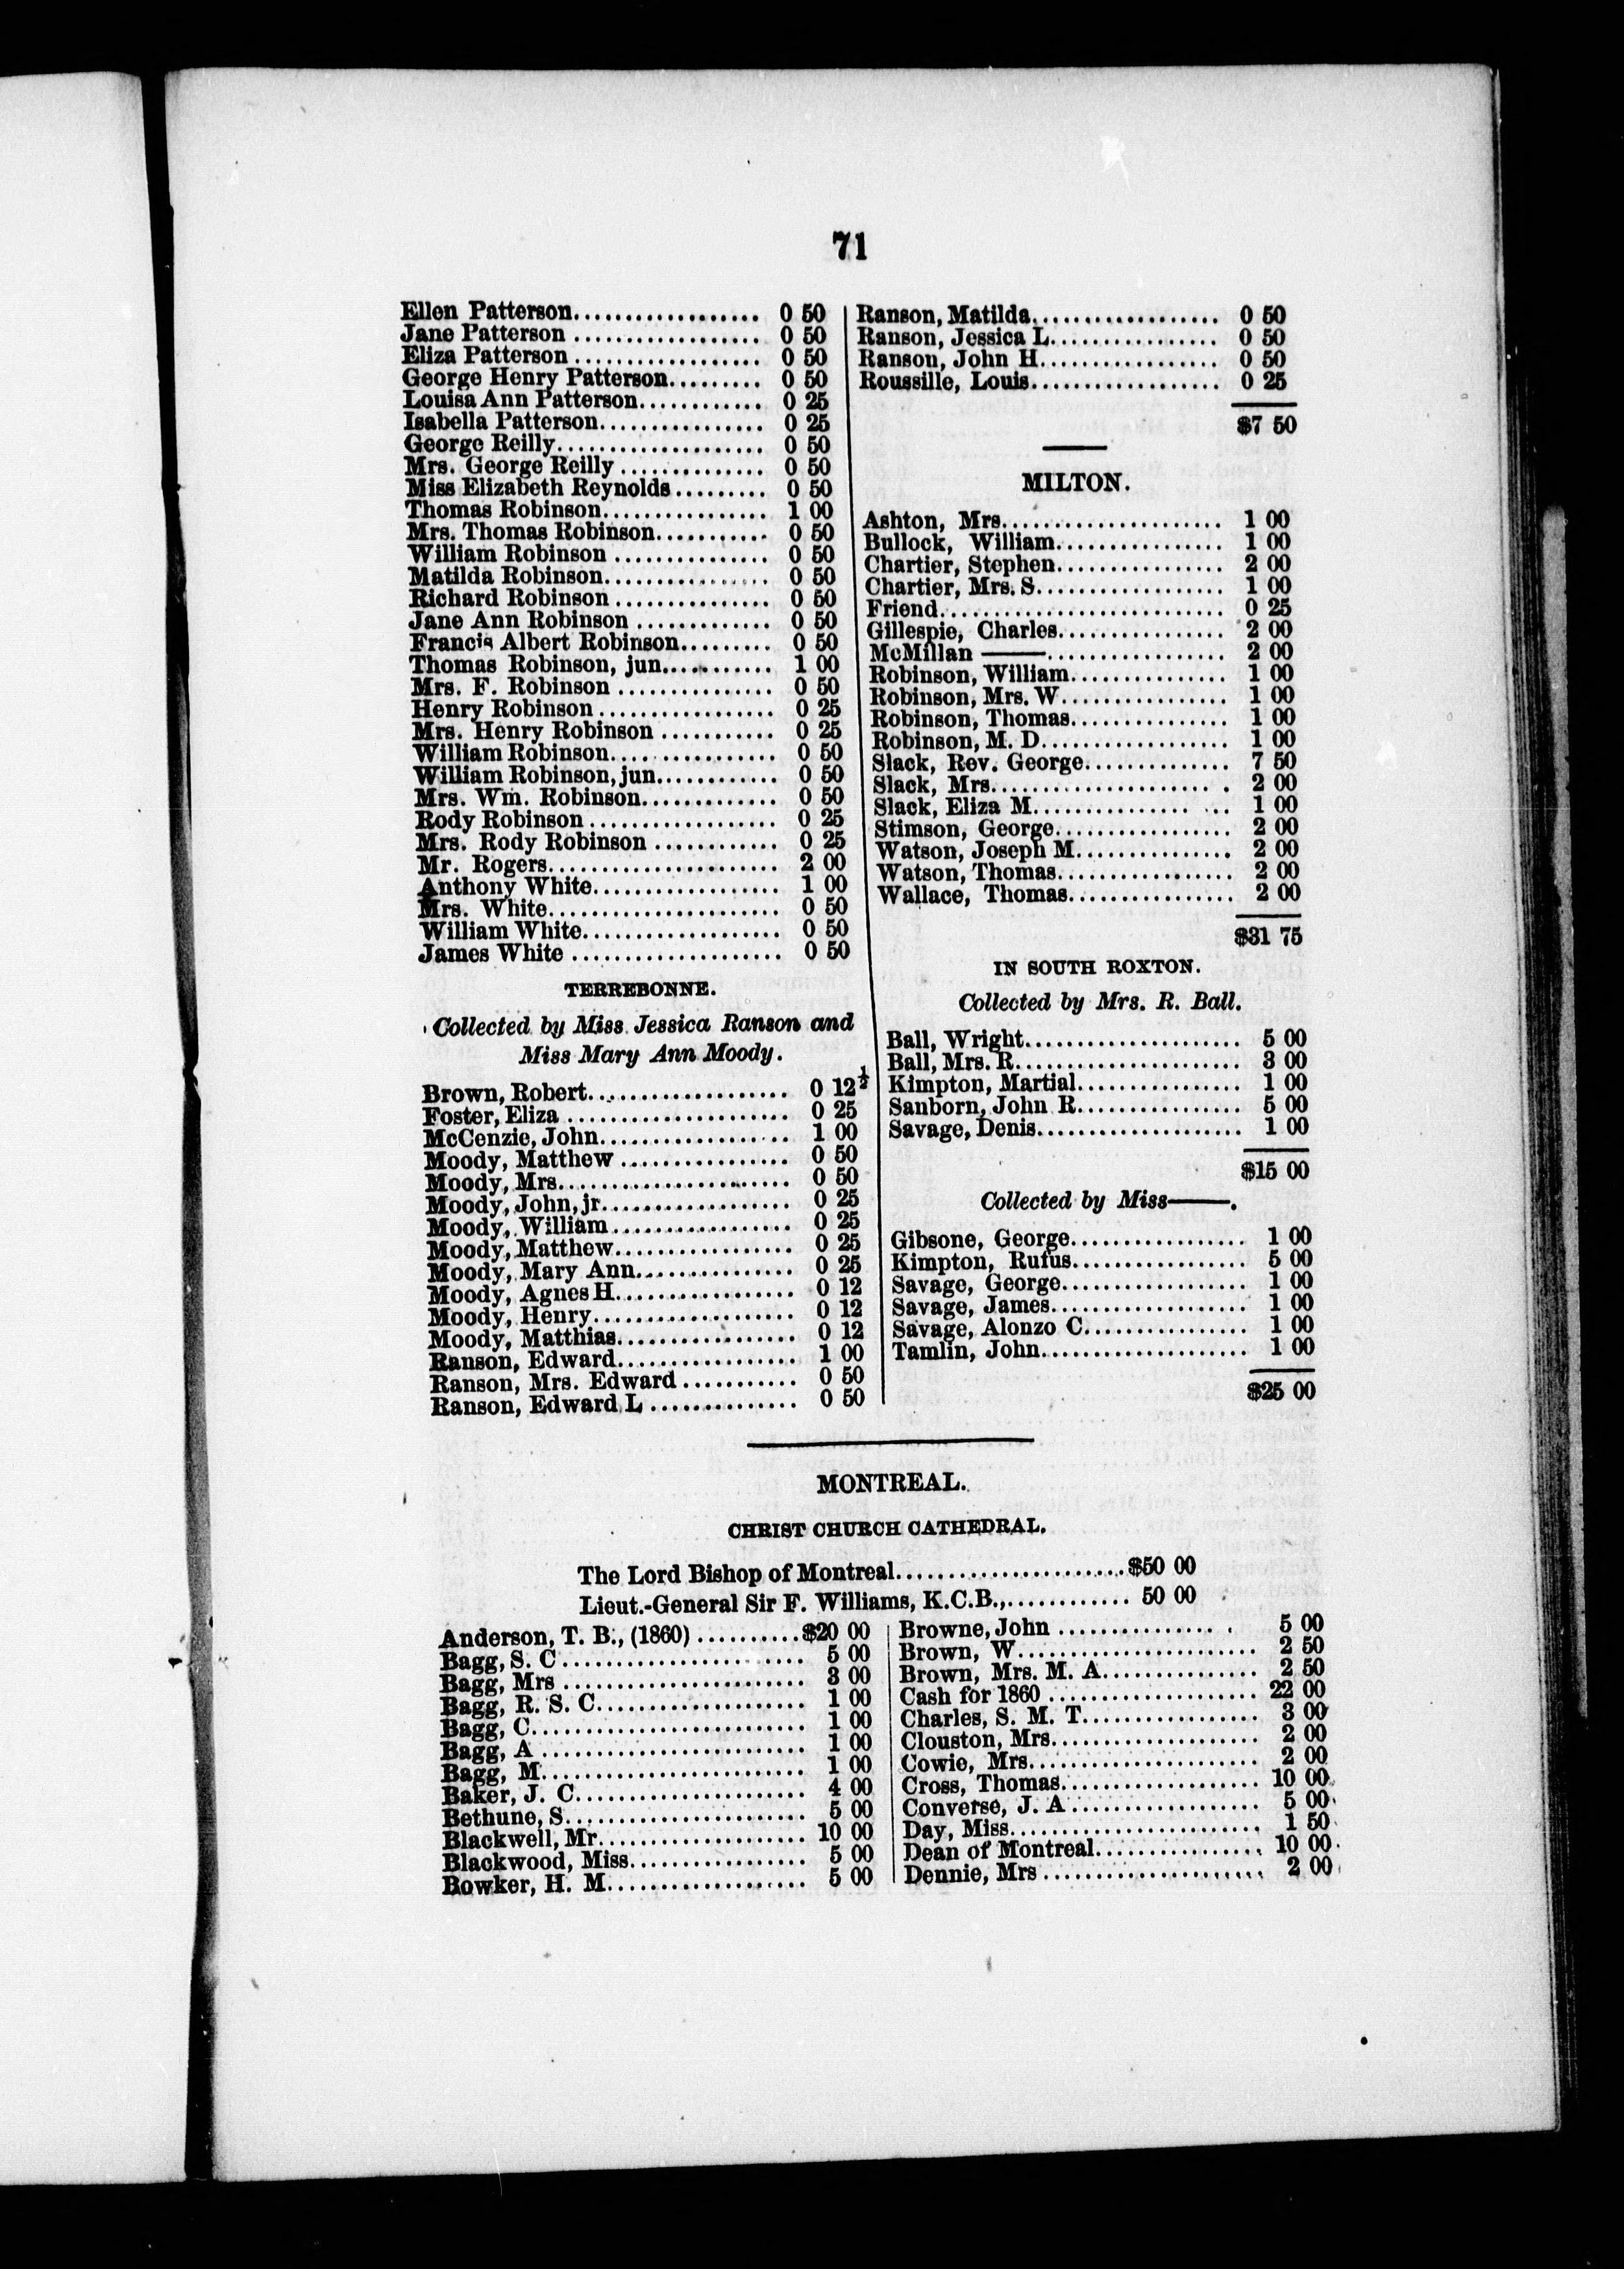 71
Ellen Patterson.................. 0 50
Jane Patterson .................. 0 50
Eliza Patterson .................. 0 50
George Henry Patterson......... 0 50
Louisa Ann Patterson............ 0 25
Isabella Patterson................ 0 25
George Reilly.................... 0 50
Mrs. George Reilly .............. 0 50
Miss Elizabeth Reynolds......... 0 50
Thomas Robinson................ 1 00
Mrs. Thomas Robinson........... 0 50
William Robinson ............... 0 50
Matilda Robinson................ 0 50
Richard Robinson ............... 0 50
Jane Ann Robinson ............. 0 50
Francis Albert Robinson......... 0 50
Thomas Robinson, jun........... 1 00
Mrs. F. Robinson ............... 0 50
Henry Robinson ................. 0 25
Mrs. Henry Robinson ........... 0 25
William Robinson................ 0 50
William Robinson, jun............ 0 50
Mrs. Wm. Robinson............. 0 50
Rody Robinson .................. 0 25
Mrs. Rody Robinson ............ 0 25
Mr. Rogers...................... 2 00
Anthony White.................. 1 00
Mrs. White...................... 0 50
William White................... 0 50
James White .................... 0 50
TERREBONNE.
Collected by Miss Jessica Ranson and
Miss Mary Ann Moody.
Brown, Robert................... 0 12½
Foster, Eliza ..................... 0 25
McCenzie, John.................. 1 00
Moody, Matthew ................ 0 50
Moody, Mrs...................... 0 50
Moody, John, jr.................. 0 25
Moody, William ................. 0 25
Moody, Matthew................. 0 25
Moody, Mary Ann............... 0 25
Moody, Agnes H................. 0 12
Moody, Henry................... 0 12
Moody, Matthias................. 0 12
Ranson, Edward................. 1 00
Ranson, Mrs. Edward ........... 0 50
Ranson, Edward L .............. 0 50
Ranson, Matilda.................. 0 50
Ranson, Jessica L................ 0 50
Ranson, John H................. 0 50
Roussille, Louis.................. 0 25
$7 50
MILTON.
Ashton, Mrs..................... 1 00
Bullock, William................ 1 00
Chartier, Stephen................ 2 00
Chartier, Mrs. S.................. 1 00
Friend........................... 0 25
Gillespie, Charles................ 2 00
McMillan ——................. 2 00
Robinson, William............... 1 00
Robinson, Mrs. W................ 1 00
Robinson, Thomas............... 1 00
Robinson, M. D.................. 1 00
Slack, Rev. George.............. 7 50
Slack, Mrs...................... 2 00
Slack, Eliza M.................. 1 00
Stimson, George................. 2 00
Watson, Joseph M............... 2 00
Watson, Thomas................. 2 00
Wallace, Thomas................ 2 00
$31 75
IN SOUTH ROXTON.
Collected by Mrs. R. Ball.
Ball, Wright..................... 5 00
Ball, Mrs. R...................... 3 00
Kimpton, Martial................ 1 00
Sanborn, John R................ 5 00
Savage, Denis.................... 1 00
$15 00
Collected by Miss——.
Gibsone, George................. 1 00
Kimpton, Rufus................. 5 00
Savage, George.................. 1 00
Savage, James................... 1 00
Savage, Alonzo C................ 1 00
Tamlin, John.................... 1 00
$25 00
MONTREAL.
CHRIST CHURCH CATHEDRAL.
The Lord Bishop of Montreal......................$50 00
Lieut.-General Sir F. Williams, K.C.B.,............ 50 00
Anderson, T. B., (1860) ..........$20 00
Bagg, S. C ....................... 5 00
Bagg, Mrs ....................... 3 00
Bagg, R. S. C.................... 1 00
Bagg, C.......................... 1 00
Bagg, A ......................... 1 00
Bagg, M......................... 1 00
Baker, J. C...................... 4 00
Bethune, S....................... 5 00
Blackwell, Mr.................... 10 00
Blackwood, Miss................. 5 00
Bowker, H. M................... 5 00
Browne, John ................. 5 00
Brown, W....................... 2 50
Brown, Mrs. M. A............... 2 50
Cash for 1860 .................... 22 00
Charles, S. M. T................. 3 00
Clouston, Mrs.................... 2 00
Cowie, Mrs...................... 2 00
Cross, Thomas................... 10 00
Converse, J. A .................. 5 00
Day, Miss........................ 1 50
Dean of Montreal................ 10 00
Dennie, Mrs ..................... 2 00